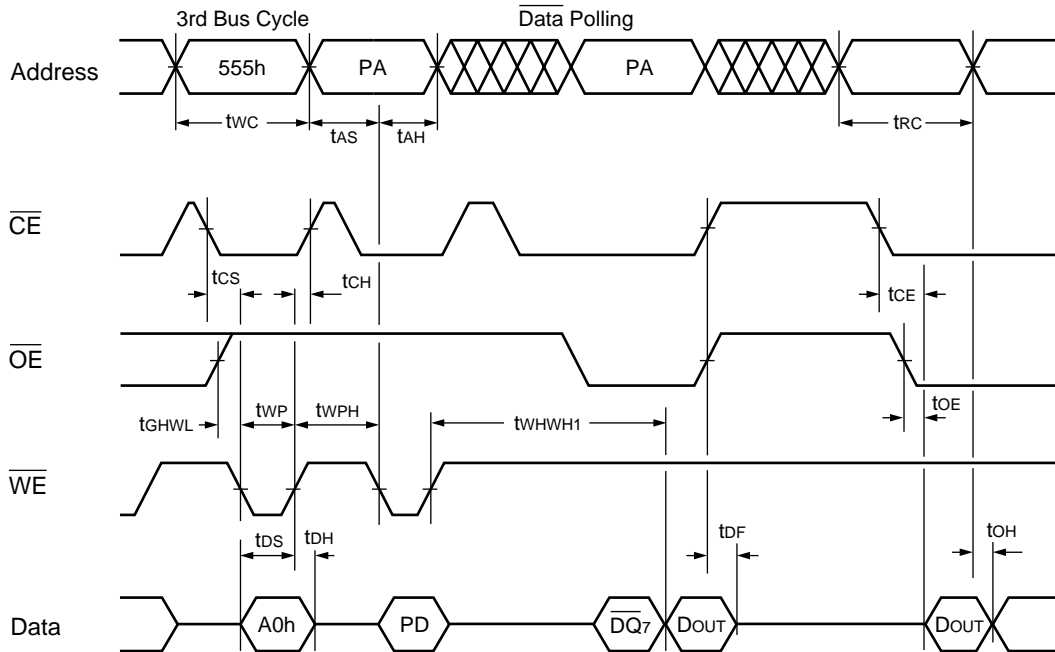 3rd Bus Cycle Data Polling
Address 555h PA PA
tWC tAS tAH tRC
CE
tCS tCH tCE
OE
tGHWL tWP tWPH tWHWH1 tOE
WE
tDS tDH tDF tOH
Data A0h PD DQ7 DOUT DOUT